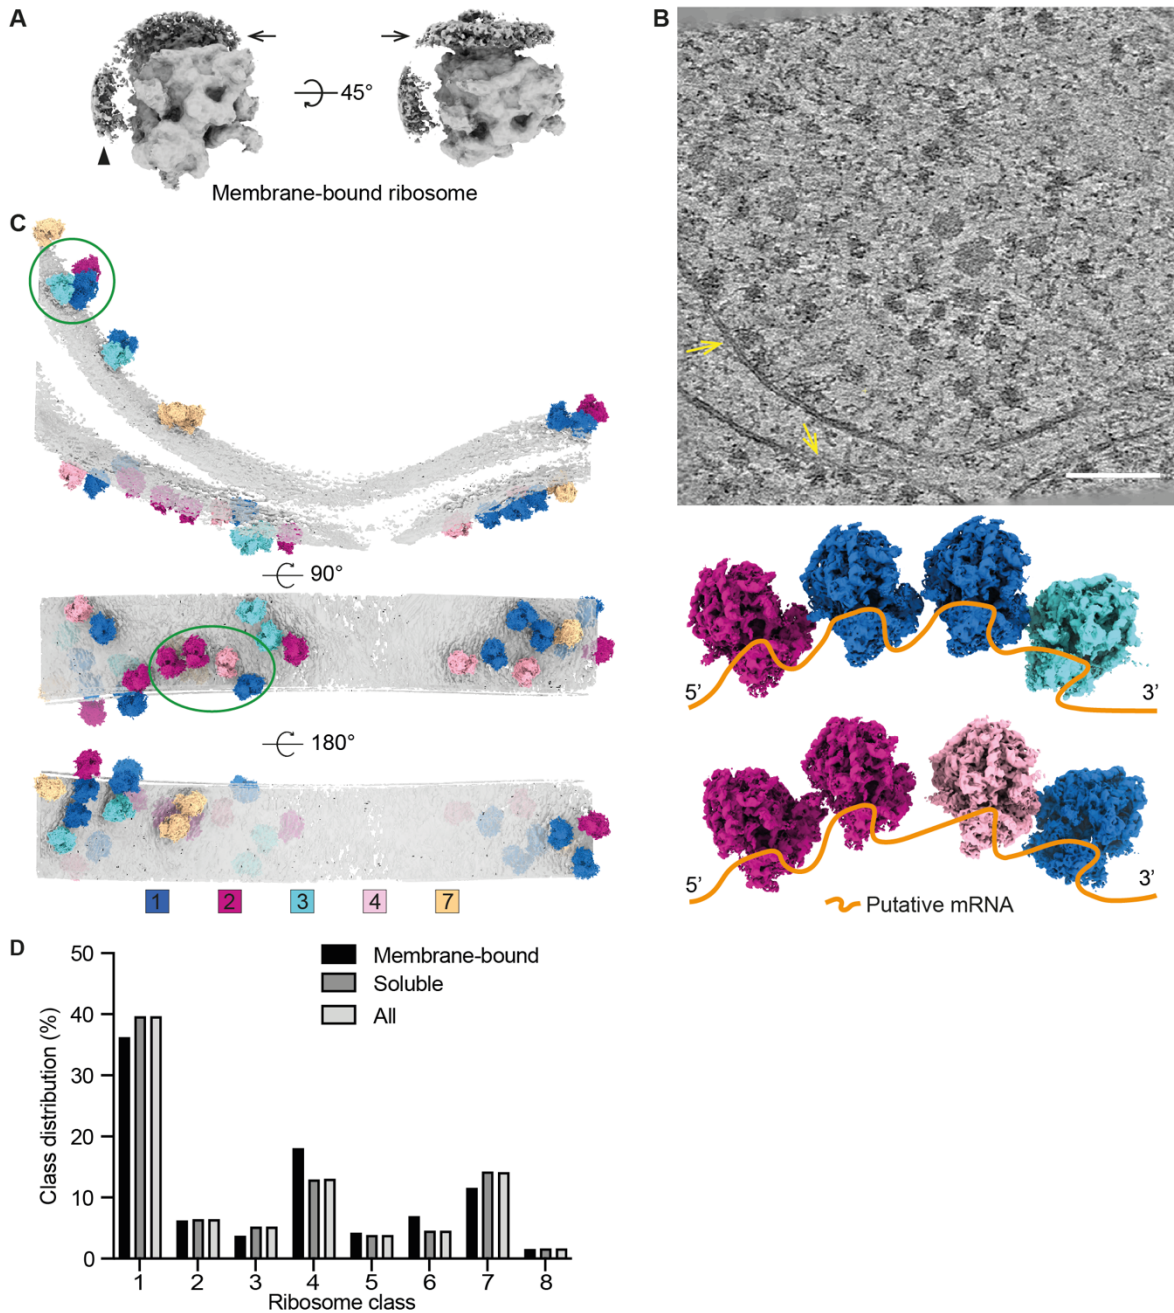 A
B
45°
Membrane-bound ribosome
C
90°
180°
1 2 3 4 7
5’
3’
5’
3’
Putative mRNA
D
Membrane-bound
Soluble
All
Class distribution (%)
50
40
30
20
10
0
1 2 3 4 5 6 7 8
Ribosome class